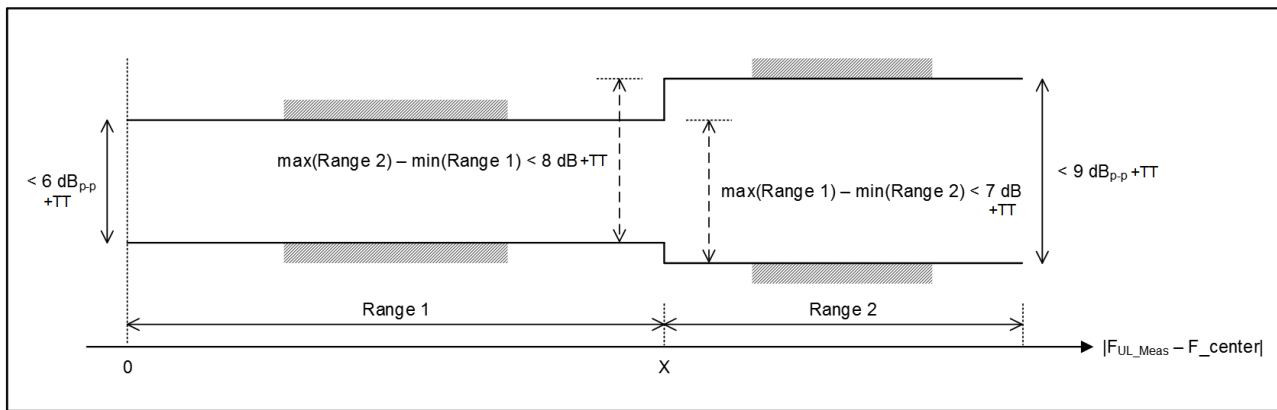 max(Range 2) – min(Range 1) < 8 dB +TT
< 6 dBp-p
+TT
max(Range 1) – min(Range 2) < 7 dB
+TT
< 9 dBp-p +TT
Range 1
Range 2
0
X
|FUL_Meas – F_center|